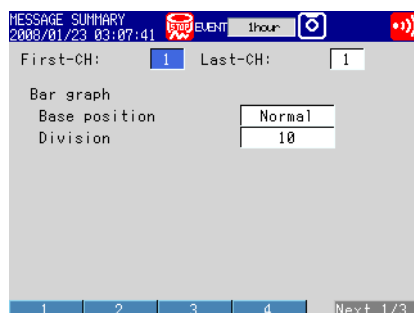 MESSAGE SUMMARY
2008/01/23 03:07:41
STOP
EVENT 1hour
First-CH: 1 Last-CH: 1
Bar graph
Base position Normal
Division 10
1 2 3 4 Next 1/3